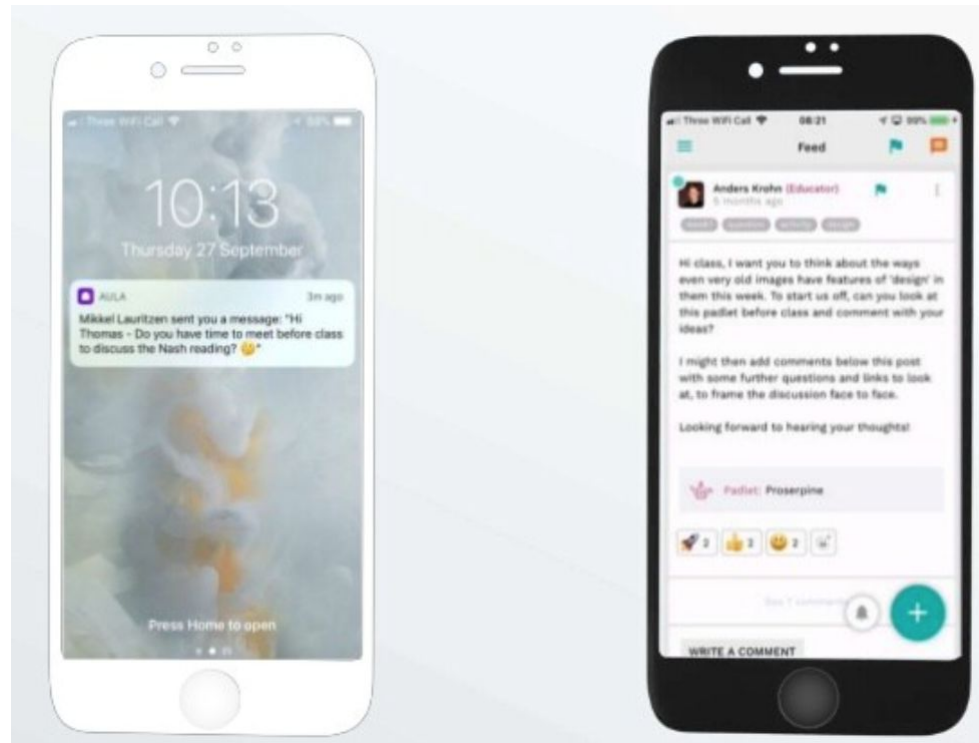 Three WiFi Call
10:13
Thursday 27 September
AULA 3m ago
Mikkel Lauritzen sent you a message: "Hi
Thomas - Do you have time to meet before class
to discuss the Nash reading? 🤔"
Press Home to open
Three WiFi Call 08:21 99%
Feed
Anders Krohn (Educator)
5 months ago
Hi class, I want you to think about the ways
even very old images have features of 'design' in
them this week. To start us off, can you look at
this padlet before class and comment with your
ideas?
I might then add comments below this post
with some further questions and links to look
at, to frame the discussion face to face.
Looking forward to hearing your thoughts!
Padlet: Proserpine
🚀 2 👍 2 😀 2
WRITE A COMMENT